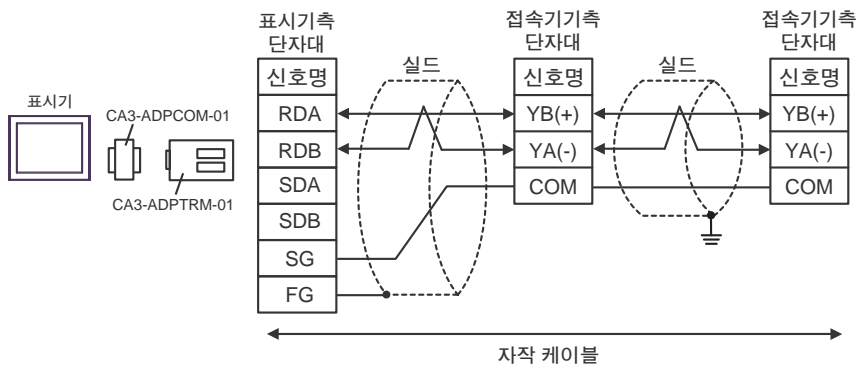 표시기측
단자대
접속기기측
단자대
접속기기측
단자대
신호명
실드
신호명
실드
신호명
표시기
CA3-ADPCOM-01
CA3-ADPTRM-01
RDA
YB(+)
YB(+)
RDB
YA(-)
YA(-)
SDA
COM
COM
SDB
SG
FG
자작 케이블